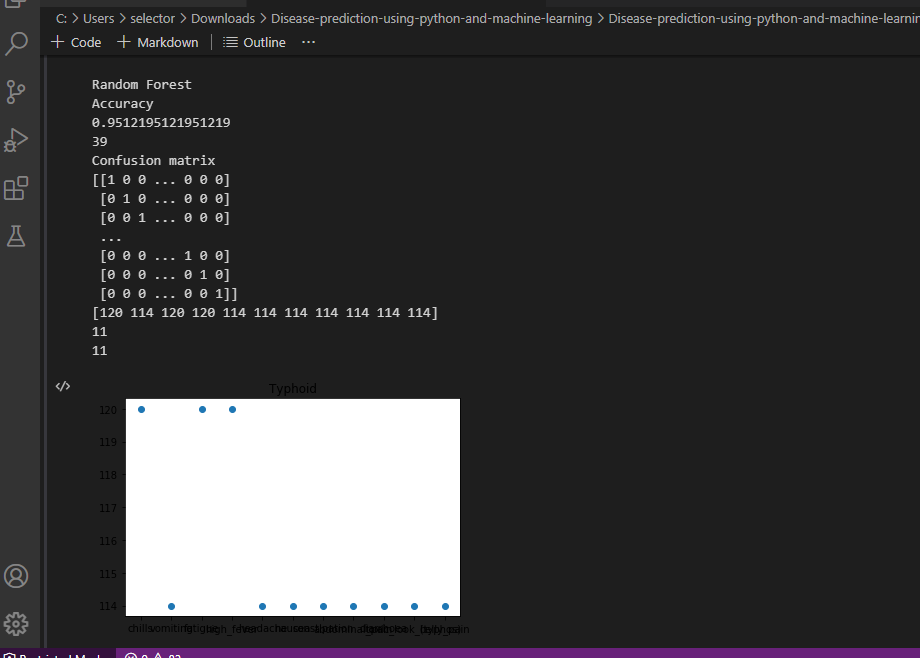 C: > Users > selector > Downloads > Disease-prediction-using-python-and-machine-learning > Disease-prediction-using-python-and-machine-learnin
+ Code + Markdown Outline ...
Random Forest
Accuracy
0.9512195121951219
39
Confusion matrix
[[1 0 0 ... 0 0 0]
[0 1 0 ... 0 0 0]
[0 0 1 ... 0 0 0]
...
[0 0 0 ... 1 0 0]
[0 0 0 ... 0 1 0]
[0 0 0 ... 0 0 1]]
[120 114 120 120 114 114 114 114 114 114 114]
11
11
Typhoid
120
119
118
117
116
115
114
chills vomiting fatigue high_fever headache nausea